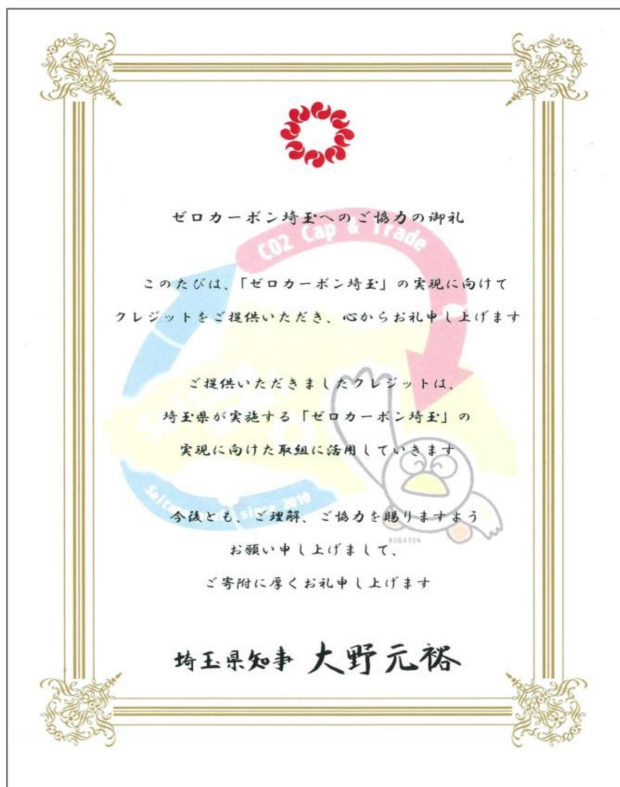 ゼロカーボン埼玉へのご協力の御礼
CO2 Cap & Trade
このたびは、「ゼロカーボン埼玉」の実現に向けて
クレジットをご提供いただき、心からお礼申し上げます
ご提供いただきましたクレジットは、
埼玉県が実施する「ゼロカーボン埼玉」の
実現に向けた取組に活用していきます
since 2010
今後とも、ご理解、ご協力を賜りますよう
KOBATON
お願い申し上げまして、
ご寄附に厚くお礼申し上げます
埼玉県知事 大野元裕